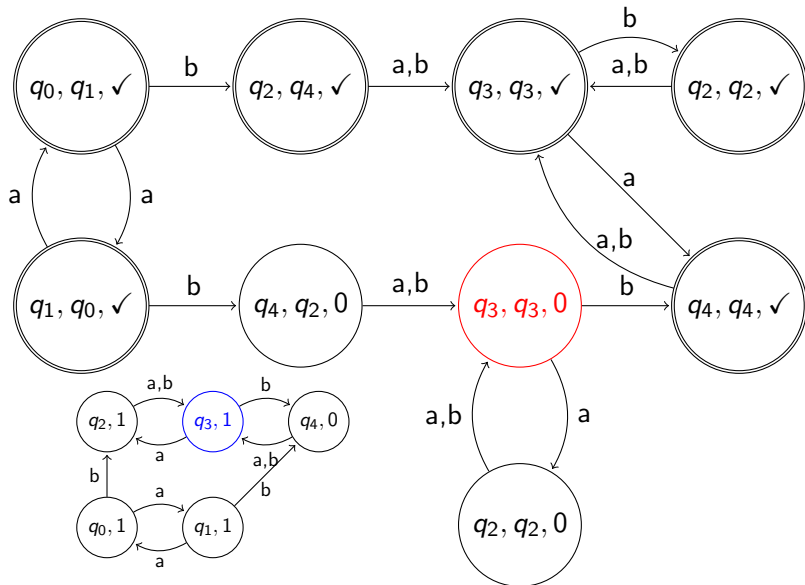 b
q0, q1, ✓ b q2, q4, ✓ a,b q3, q3, ✓ a,b q2, q2, ✓
a a a
a,b
q1, q0, ✓ b q4, q2, 0 a,b q3, q3, 0 b q4, q4, ✓
a,b b
a,b a
q2, 1 q3, 1 q4, 0
a a,b
b a b
q0, 1 q1, 1 q2, q2, 0
a